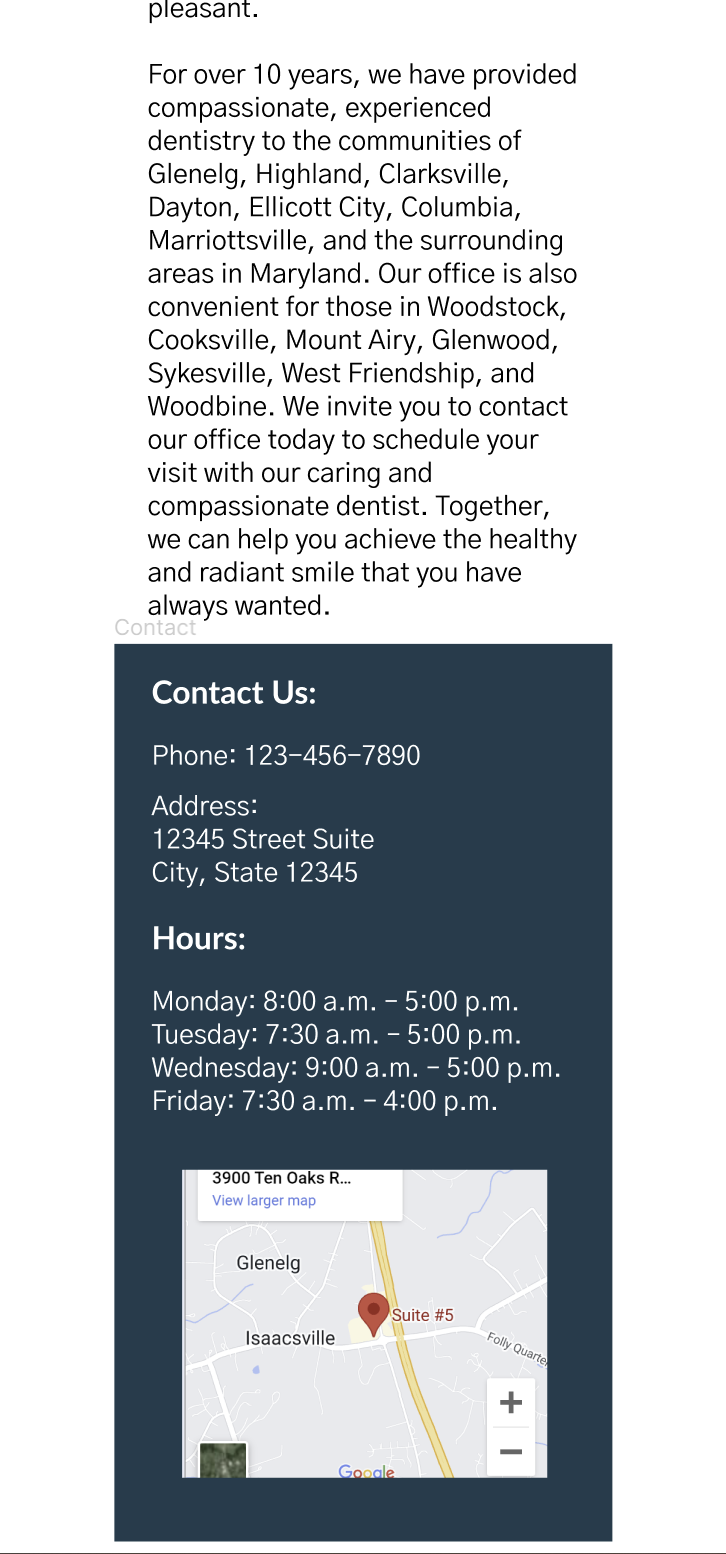 pleasant.
For over 10 years, we have provided
compassionate, experienced
dentistry to the communities of
Glenelg, Highland, Clarksville,
Dayton, Ellicott City, Columbia,
Marriottsville, and the surrounding
areas in Maryland. Our office is also
convenient for those in Woodstock,
Cooksville, Mount Airy, Glenwood,
Sykesville, West Friendship, and
Woodbine. We invite you to contact
our office today to schedule your
visit with our caring and
compassionate dentist. Together,
we can help you achieve the healthy
and radiant smile that you have
always wanted.
Contact
Contact Us:
Phone: 123-456-7890
Address:
12345 Street Suite
City, State 12345
Hours:
Monday: 8:00 a.m. - 5:00 p.m.
Tuesday: 7:30 a.m. - 5:00 p.m.
Wednesday: 9:00 a.m. - 5:00 p.m.
Friday: 7:30 a.m. - 4:00 p.m.
3900 Ten Oaks R...
View larger map
Glenelg
Suite #5
Isaacsville
Folly Quarte
+
−
Google